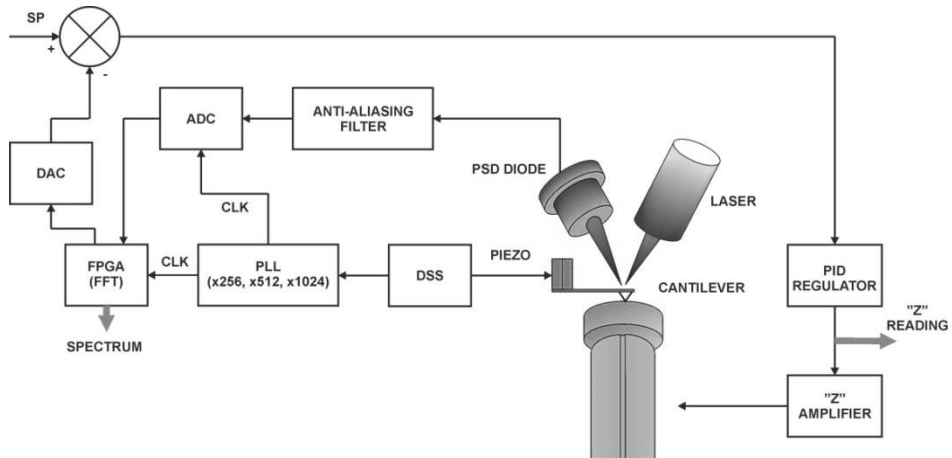 SP
+
-
ADC
ANTI-ALIASING
FILTER
PSD DIODE
LASER
DAC
CLK
FPGA
(FFT)
CLK
PLL
(x256, x512, x1024)
DSS
PIEZO
CANTILEVER
PID
REGULATOR
"Z"
READING
SPECTRUM
"Z"
AMPLIFIER